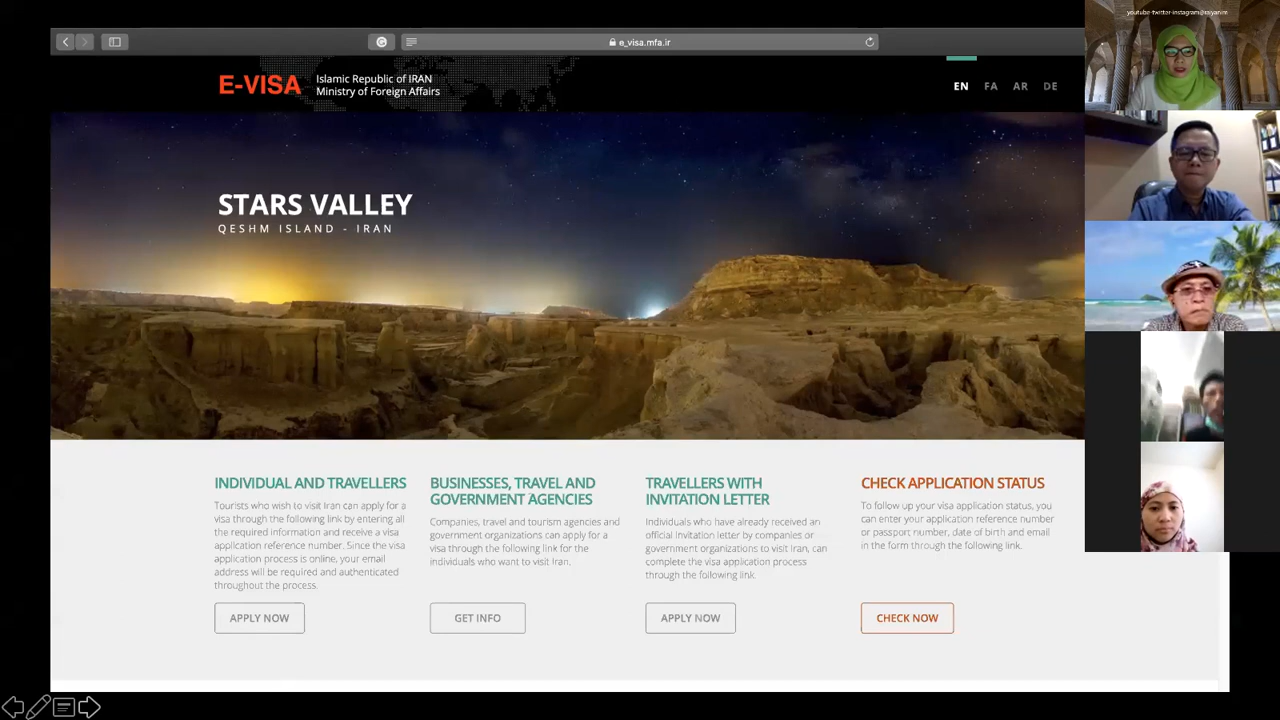 youtube-twitter-instagram@raiyanim
e_visa.mfa.ir
E-VISA
Islamic Republic of IRAN
Ministry of Foreign Affairs
EN FA AR DE
STARS VALLEY
QESHM ISLAND - IRAN
INDIVIDUAL AND TRAVELLERS
Tourists who wish to visit Iran can apply for a
visa through the following link by entering all
the required information and receive a visa
application reference number. Since the visa
application process is online, your email
address will be required and authenticated
throughout the process.
APPLY NOW
BUSINESSES, TRAVEL AND
GOVERNMENT AGENCIES
Companies, travel and tourism agencies and
government organizations can apply for a
visa through the following link for the
individuals who want to visit Iran.
GET INFO
TRAVELLERS WITH
INVITATION LETTER
Individuals who have already received an
official invitation letter by companies or
government organizations to visit Iran, can
complete the visa application process
through the following link.
APPLY NOW
CHECK APPLICATION STATUS
To follow up your visa application status, you
can enter your application reference number
or passport number, date of birth and email
in the form through the following link.
CHECK NOW